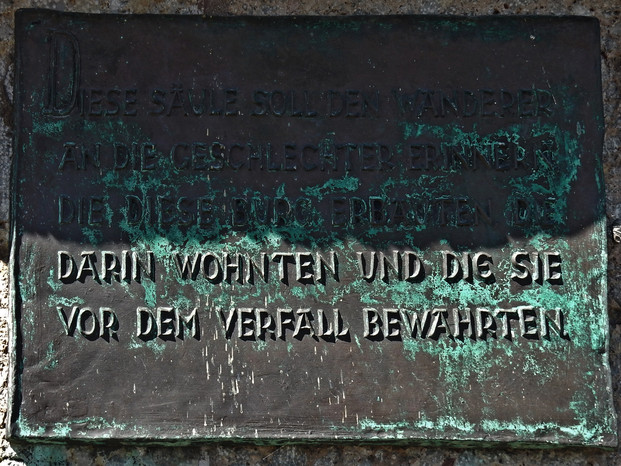 DIESE SÄULE SOLL DEN WANDERER
AN DIE GESCHLECHTER ERINNERN
DIE DIESE BURG ERBAUTEN DIE
DARIN WOHNTEN UND DIE SIE
VOR DEM VERFALL BEWAHRTEN.